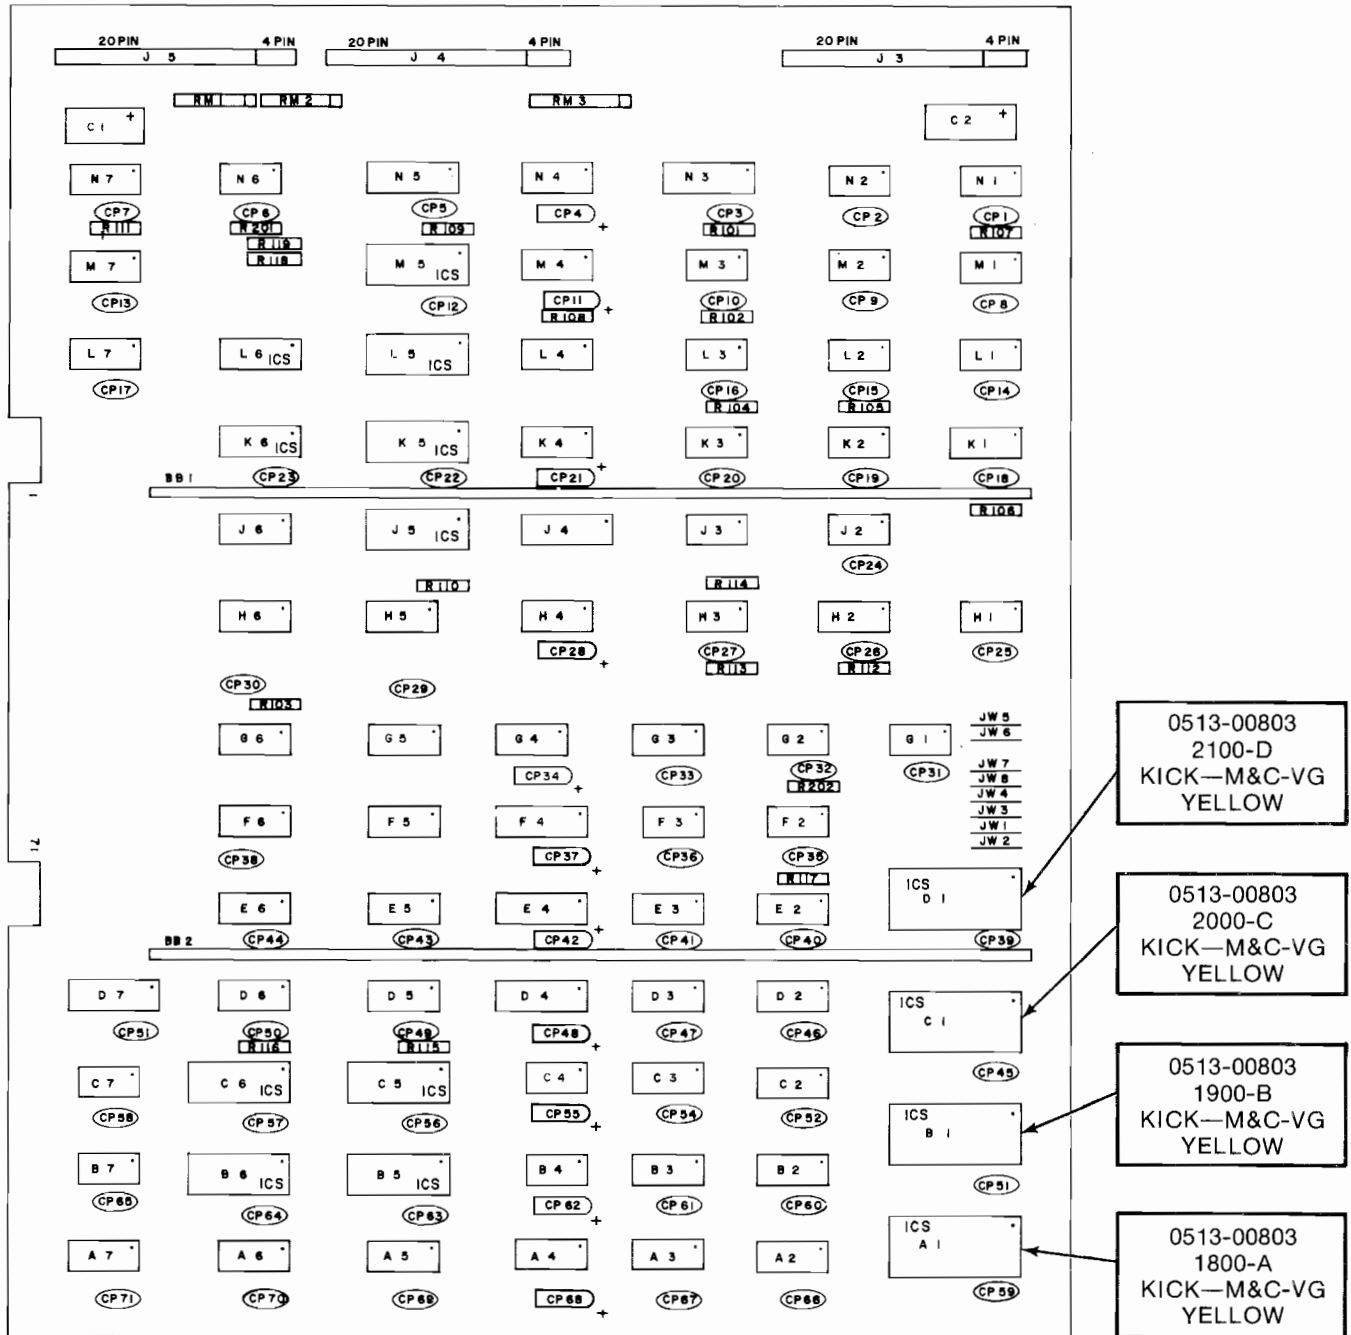 20 PIN 4 PIN 20 PIN 4 PIN 20 PIN 4 PIN
J 5 J 4 J 3
RM 1 RM 2 RM 3
C 1 + C 2 +
N 7 N 6 N 5 N 4 N 3 N 2 N 1
CP7 CP6 CP5 CP4 CP3 CP2 CP1
R111 R201 R109 + R101 R107
R119
R118
M 7 M 5 ICS M 4 M 3 M 2 M 1
CP13 CP12 CP11 CP10 CP9 CP8
R108 + R102
L 7 L 6 ICS L 5 ICS L 4 L 3 L 2 L 1
CP17 CP16 CP15 CP14
R104 R105
K 6 ICS K 5 ICS K 4 K 3 K 2 K 1
BB 1 CP23 CP22 CP21 + CP20 CP19 CP18
1 R106
J 6 J 5 ICS J 4 J 3 J 2
CP24
R110 R114
H 6 H 5 H 4 H 3 H 2 H 1
CP28 + CP27 CP26 CP25
R113 R112
CP30 CP29
R103
JW 5
G 6 G 5 G 4 G 3 G 2 G 1 JW 6
CP34 + CP33 CP32 CP31 JW 7
R202 JW 8
JW 4
F 6 F 5 F 4 F 3 F 2 JW 3
JW 1
71 JW 2
CP38 CP37 + CP36 CP35
R117
ICS D 1
E 6 E 5 E 4 E 3 E 2
BB 2 CP44 CP43 CP42 + CP41 CP40 CP39
D 7 D 6 D 5 D 4 D 3 D 2 ICS C 1
CP51 CP50 CP49 CP48 + CP47 CP46
R116 R115
C 7 C 6 ICS C 5 ICS C 4 C 3 C 2 CP45
CP58 CP57 CP56 CP55 + CP54 CP52
ICS B 1
B 7 B 6 ICS B 5 ICS B 4 B 3 B 2 CP51
CP65 CP64 CP63 CP62 + CP61 CP60
ICS A 1
A 7 A 6 A 5 A 4 A 3 A 2
CP71 CP70 CP69 CP68 + CP67 CP66 CP59
0513-00803
2100-D
KICK—M&C-VG
YELLOW
0513-00803
2000-C
KICK—M&C-VG
YELLOW
0513-00803
1900-B
KICK—M&C-VG
YELLOW
0513-00803
1800-A
KICK—M&C-VG
YELLOW